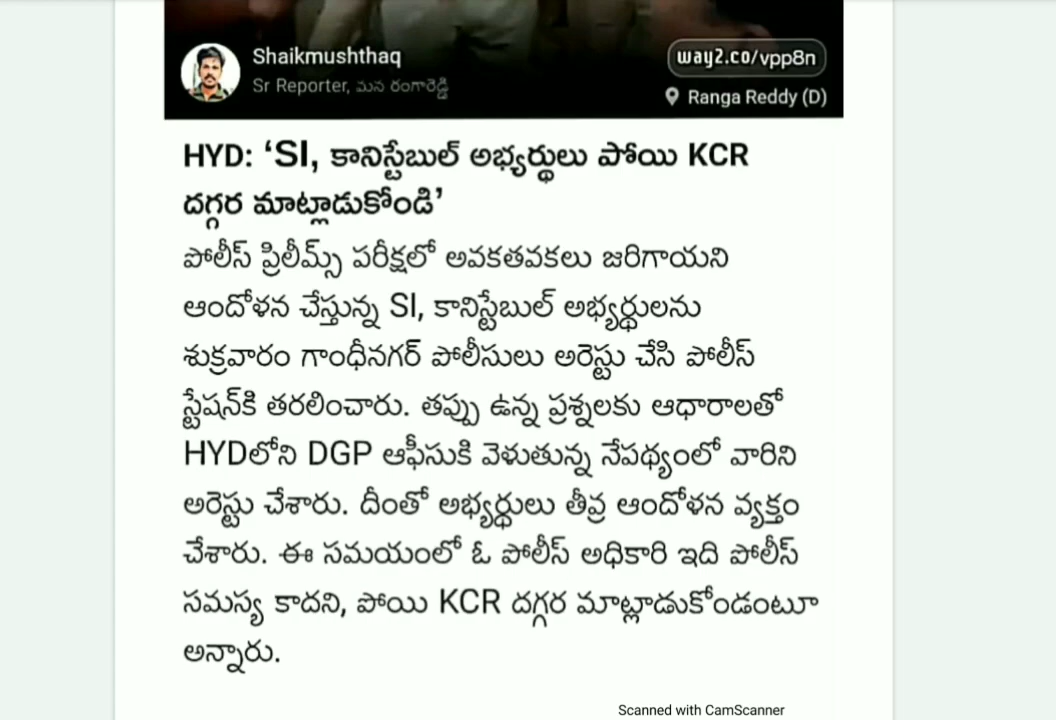 Shaikmushthaq
way2.co/vpp8n
Sr Reporter, మన రంగారెడ్డి
Ranga Reddy (D)
HYD: ‘SI, కానిస్టేబుల్ అభ్యర్థులు పోయి KCR
దగ్గర మాట్లాడుకోండి’
పోలీస్ ప్రిలీమ్స్ పరీక్షలో అవకతవకలు జరిగాయని
ఆందోళన చేస్తున్న SI, కానిస్టేబుల్ అభ్యర్థులను
శుక్రవారం గాంధీనగర్ పోలీసులు అరెస్టు చేసి పోలీస్
స్టేషన్‌కి తరలించారు. తప్పు ఉన్న ప్రశ్నలకు ఆధారాలతో
HYDలోని DGP ఆఫీసుకి వెళుతున్న నేపథ్యంలో వారిని
అరెస్టు చేశారు. దీంతో అభ్యర్థులు తీవ్ర ఆందోళన వ్యక్తం
చేశారు. ఈ సమయంలో ఓ పోలీస్ అధికారి ఇది పోలీస్
సమస్య కాదని, పోయి KCR దగ్గర మాట్లాడుకోండంటూ
అన్నారు.
Scanned with CamScanner